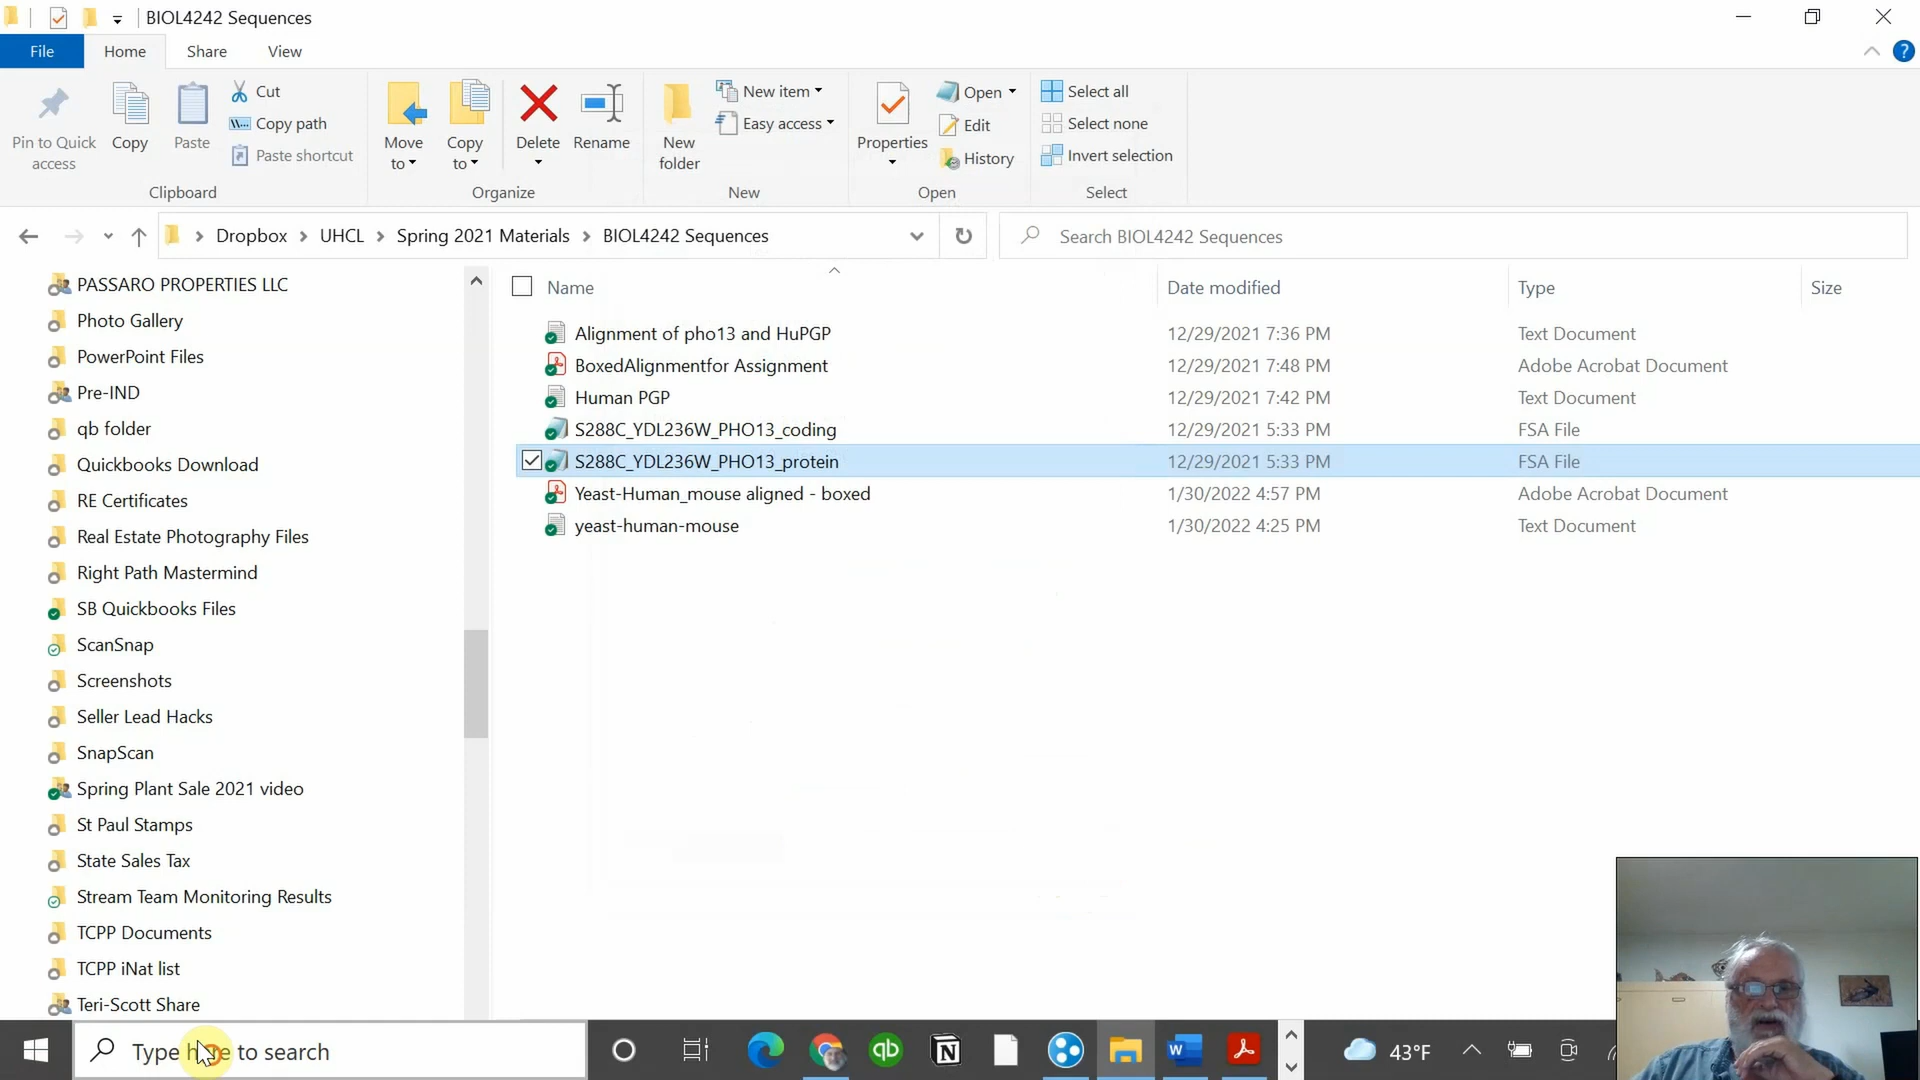 BIOL4242 Sequences
File Home Share View
Pin to Quick access
Copy
Paste
Cut
Copy path
Paste shortcut
Clipboard
Move to
Copy to
Delete
Rename
Organize
New folder
New item
Easy access
New
Properties
Open
Edit
History
Open
Select all
Select none
Invert selection
Select
Dropbox UHCL Spring 2021 Materials BIOL4242 Sequences
Search BIOL4242 Sequences
PASSARO PROPERTIES LLC
Photo Gallery
PowerPoint Files
Pre-IND
qb folder
Quickbooks Download
RE Certificates
Real Estate Photography Files
Right Path Mastermind
SB Quickbooks Files
ScanSnap
Screenshots
Seller Lead Hacks
SnapScan
Spring Plant Sale 2021 video
St Paul Stamps
State Sales Tax
Stream Team Monitoring Results
TCPP Documents
TCPP iNat list
Teri-Scott Share
Name Date modified Type Size
Alignment of pho13 and HuPGP 12/29/2021 7:36 PM Text Document
BoxedAlignmentfor Assignment 12/29/2021 7:48 PM Adobe Acrobat Document
Human PGP 12/29/2021 7:42 PM Text Document
S288C_YDL236W_PHO13_coding 12/29/2021 5:33 PM FSA File
S288C_YDL236W_PHO13_protein 12/29/2021 5:33 PM FSA File
Yeast-Human_mouse aligned - boxed 1/30/2022 4:57 PM Adobe Acrobat Document
yeast-human-mouse 1/30/2022 4:25 PM Text Document
Type here to search
43°F